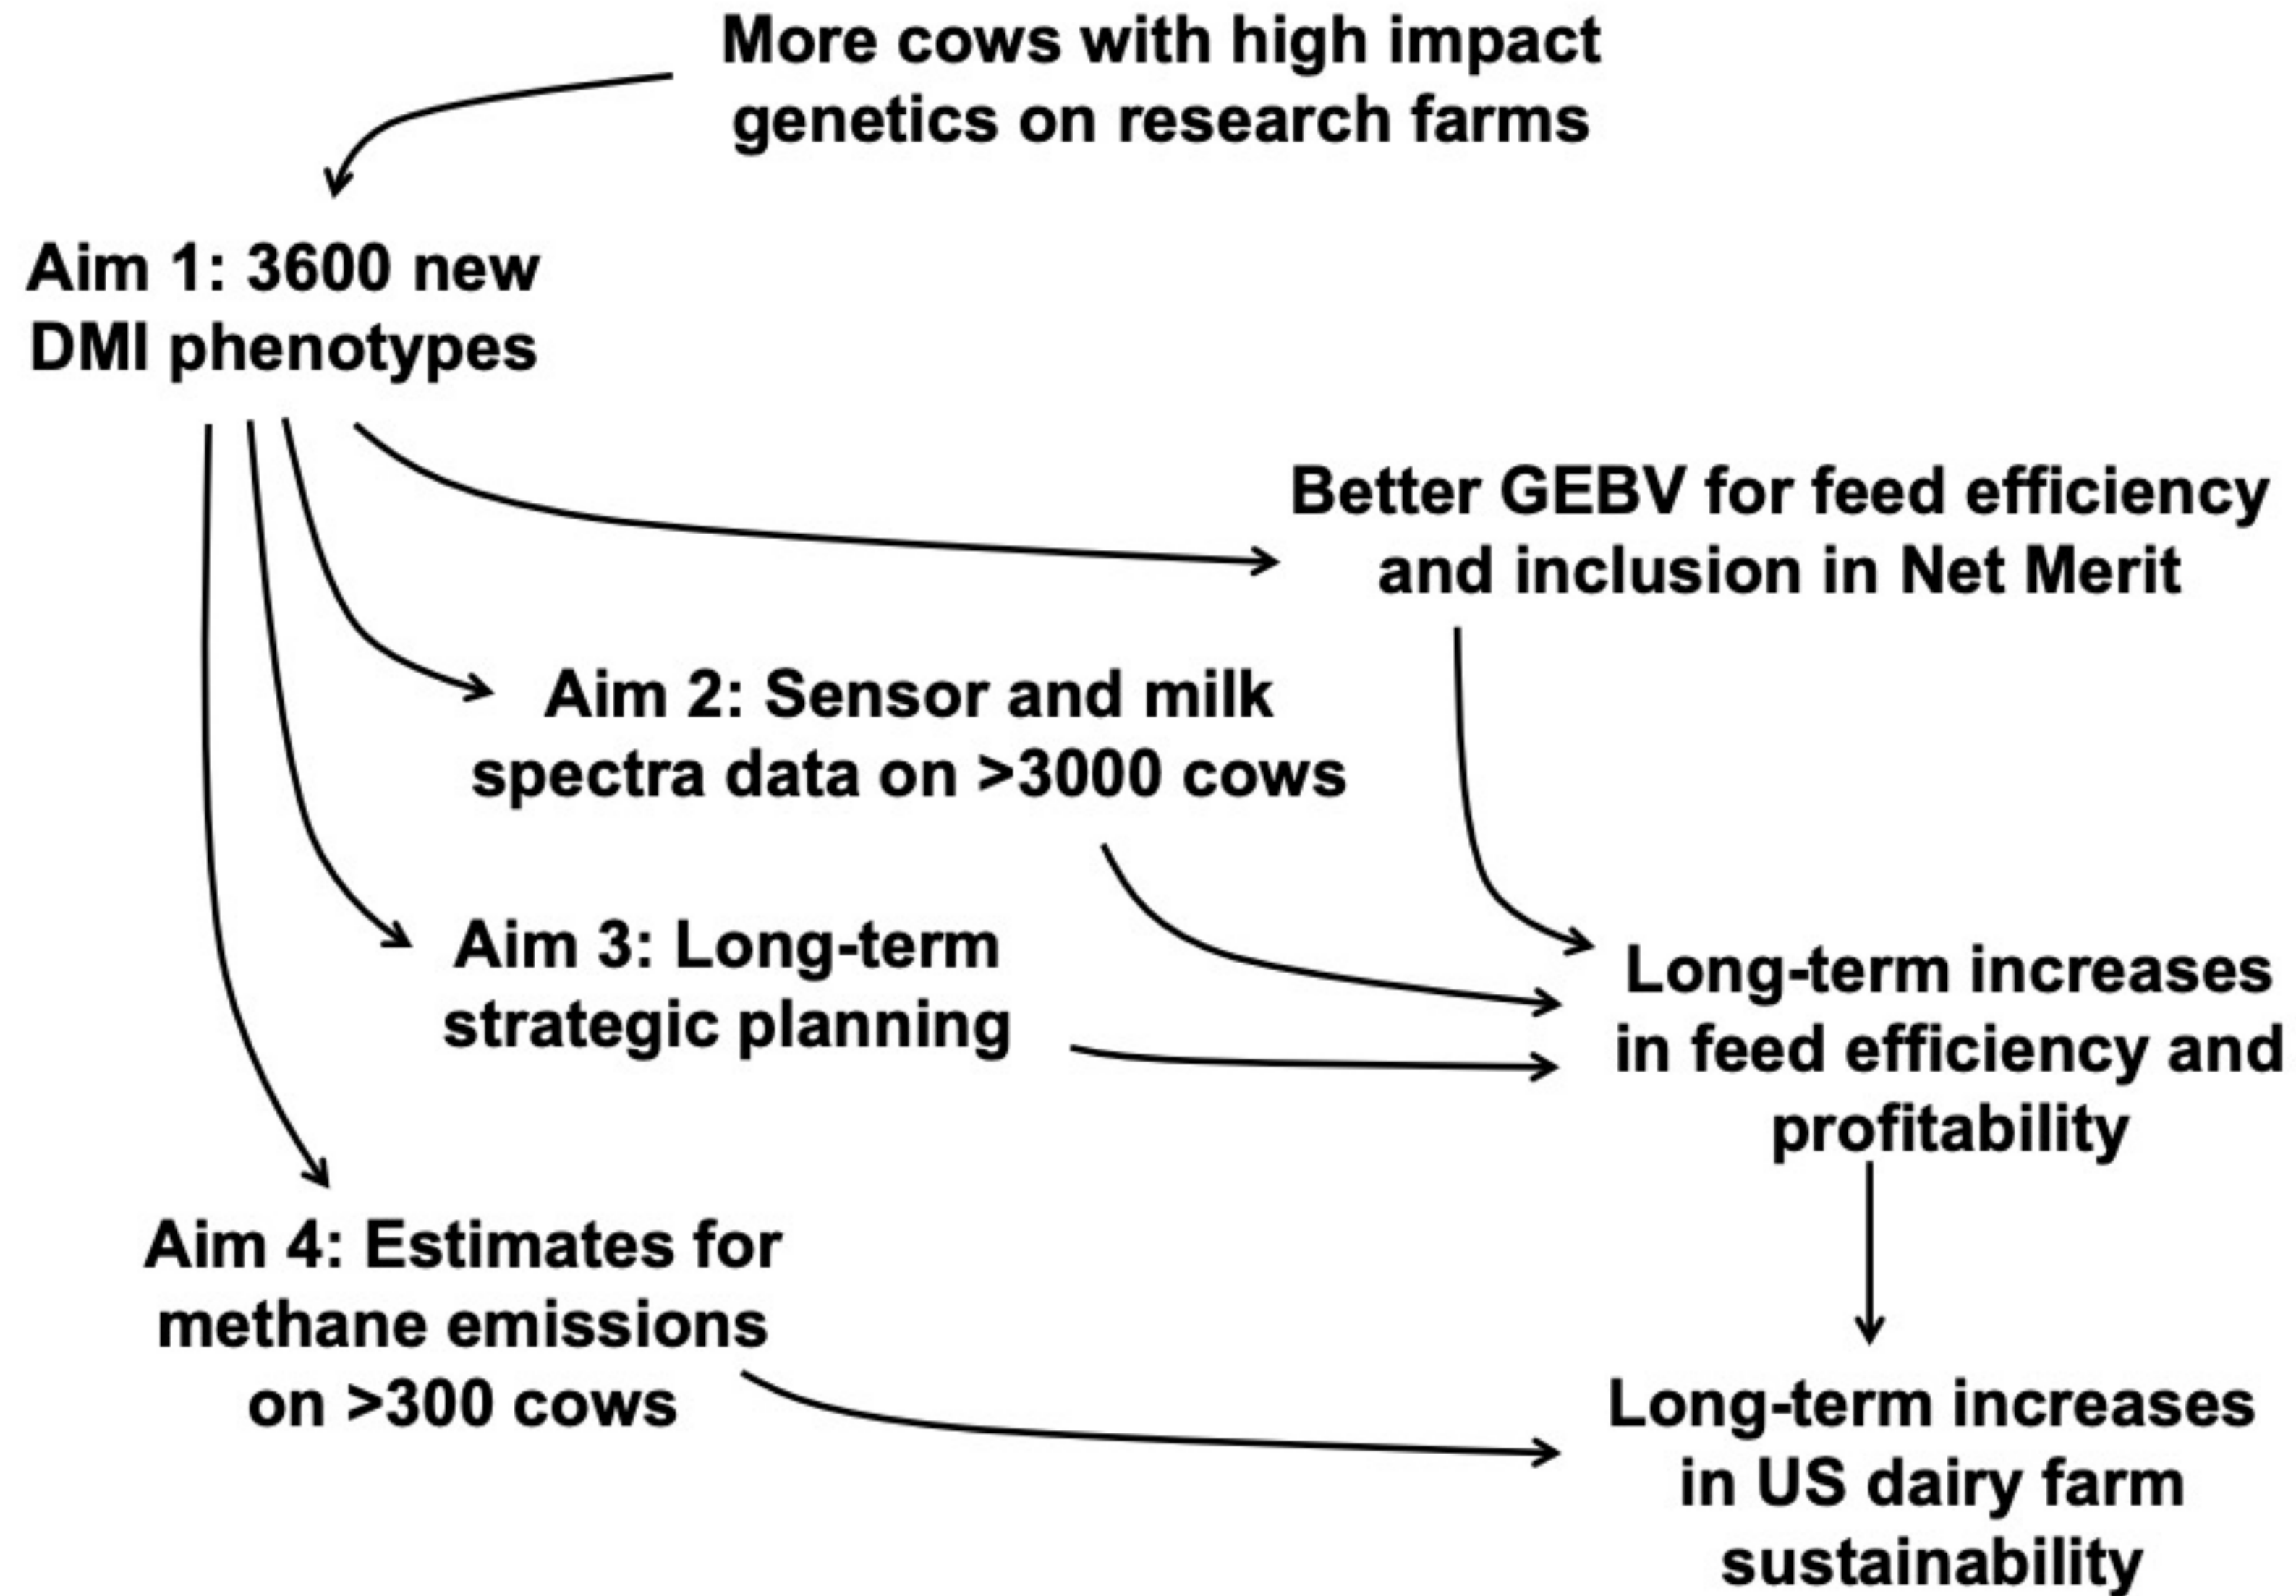 More cows with high impact
genetics on research farms
Aim 1: 3600 new
DMI phenotypes
Better GEBV for feed efficiency
and inclusion in Net Merit
Aim 2: Sensor and milk
spectra data on >3000 cows
Aim 3: Long-term
strategic planning
Long-term increases
in feed efficiency and
profitability
Aim 4: Estimates for
methane emissions
on >300 cows
Long-term increases
in US dairy farm
sustainability